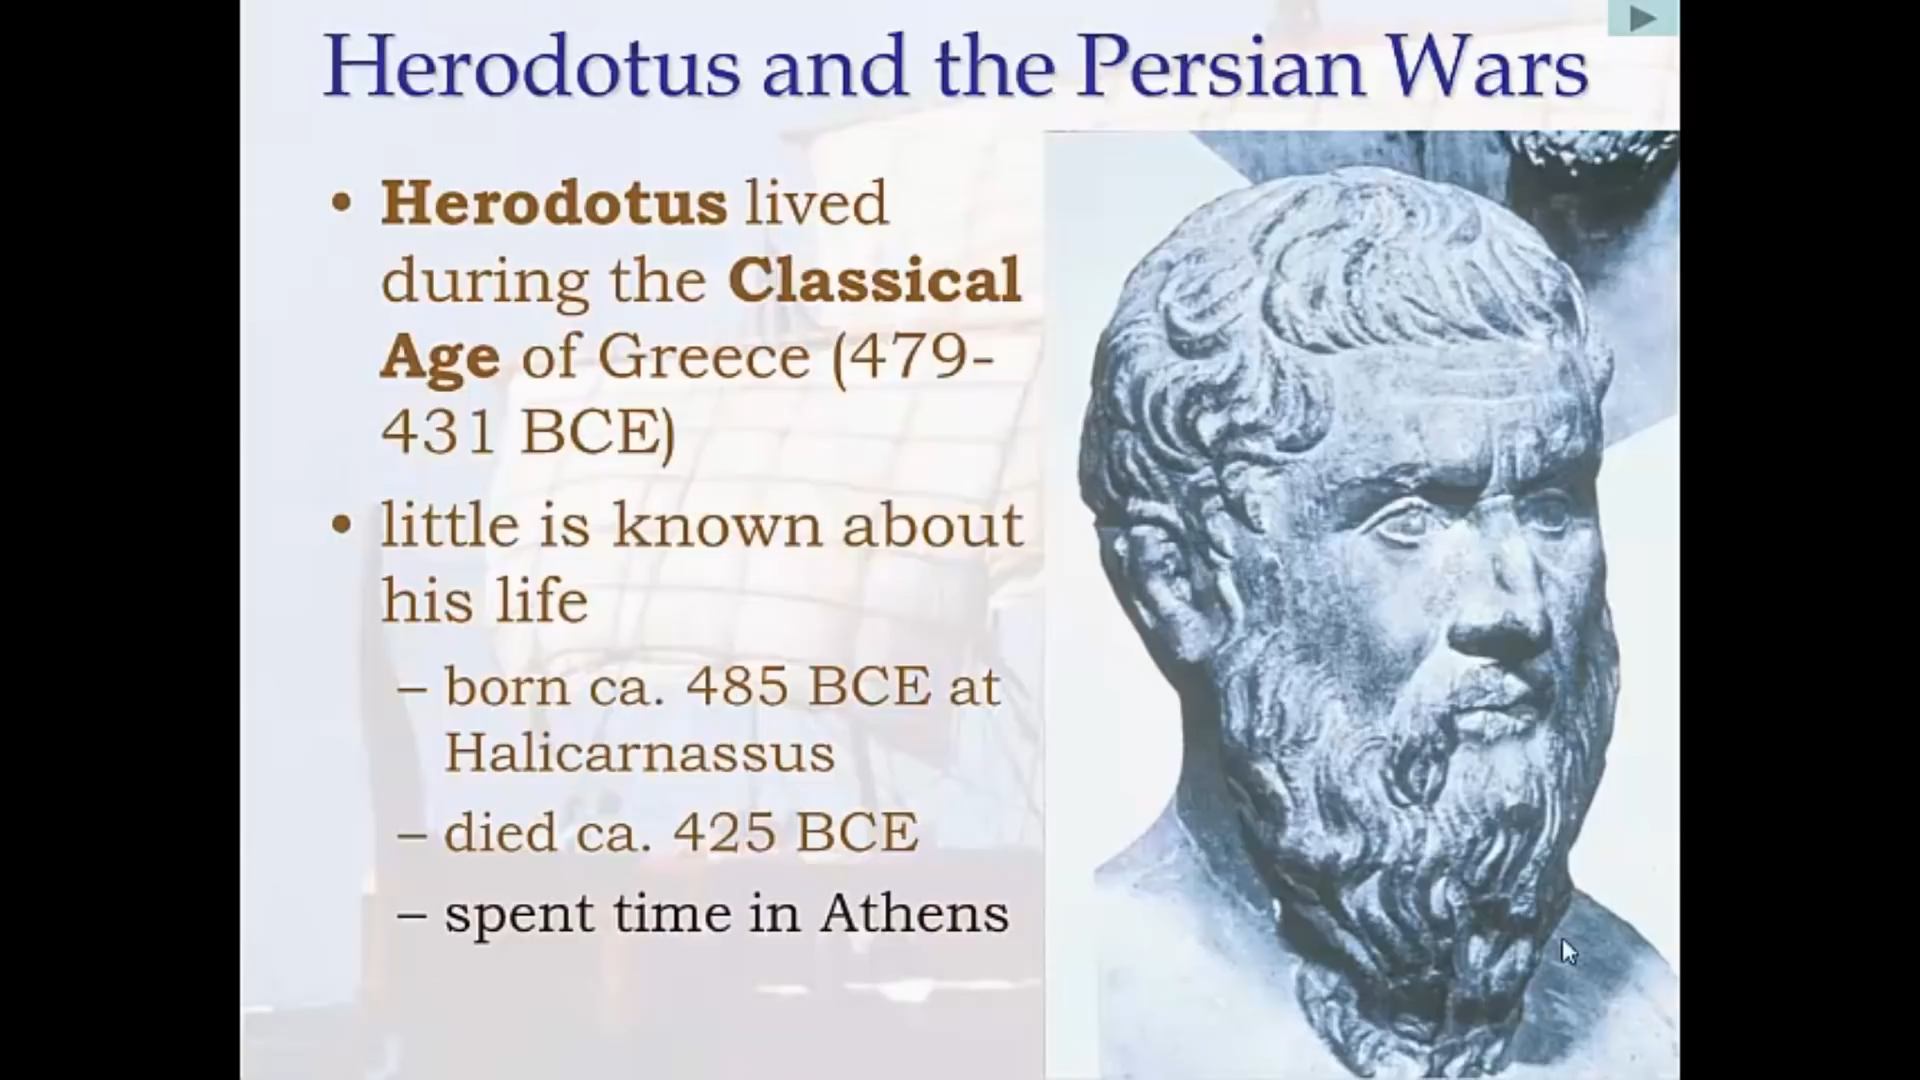 Herodotus and the Persian Wars
• Herodotus lived
during the Classical
Age of Greece (479-
431 BCE)
• little is known about
his life
– born ca. 485 BCE at
Halicarnassus
– died ca. 425 BCE
– spent time in Athens